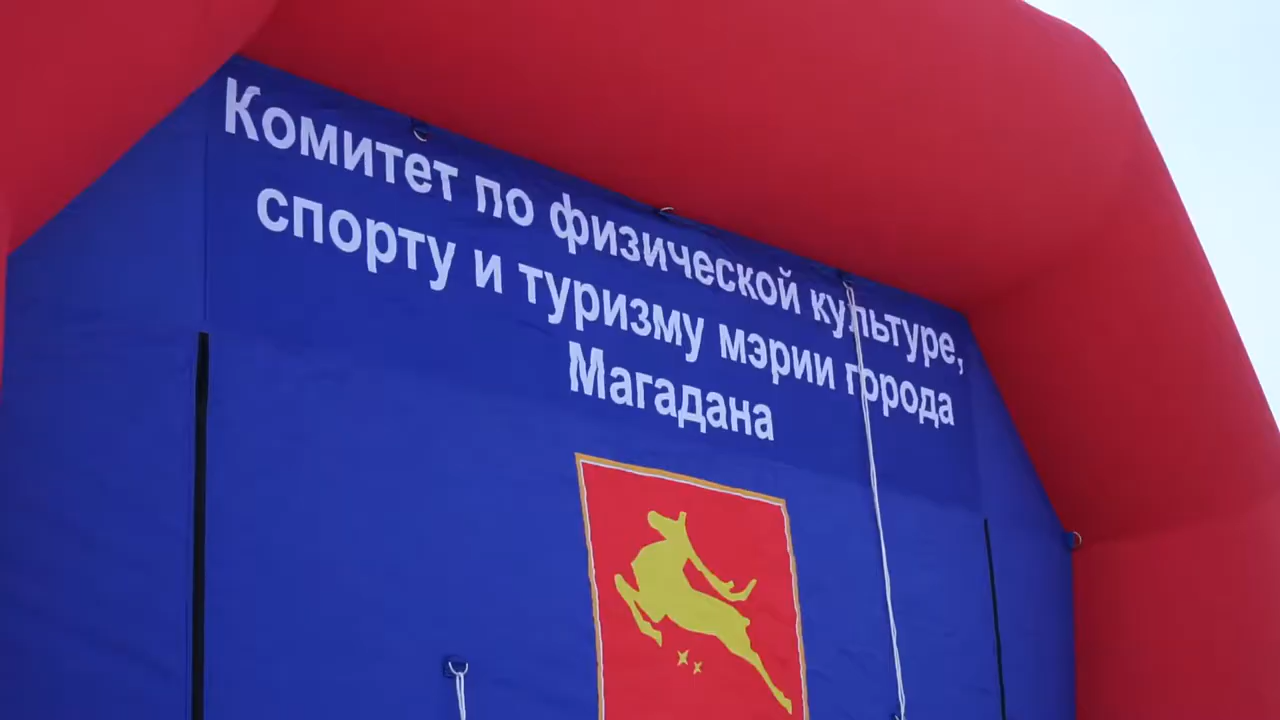 Комитет по физической культуре,
спорту и туризму мэрии города
Магадана